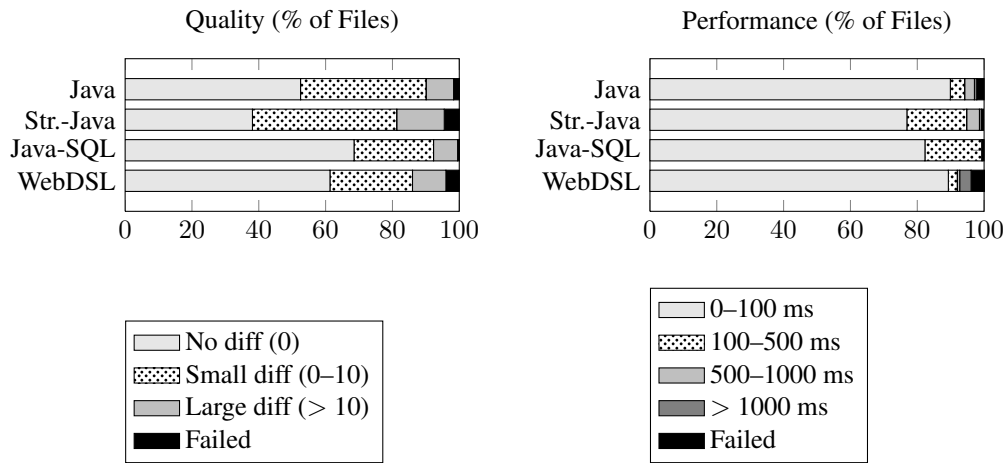 Quality (% of Files)
Java
Str.-Java
Java-SQL
WebDSL
0 20 40 60 80 100
No diff (0)
Small diff (0–10)
Large diff (> 10)
Failed
Performance (% of Files)
Java
Str.-Java
Java-SQL
WebDSL
0 20 40 60 80 100
0–100 ms
100–500 ms
500–1000 ms
> 1000 ms
Failed